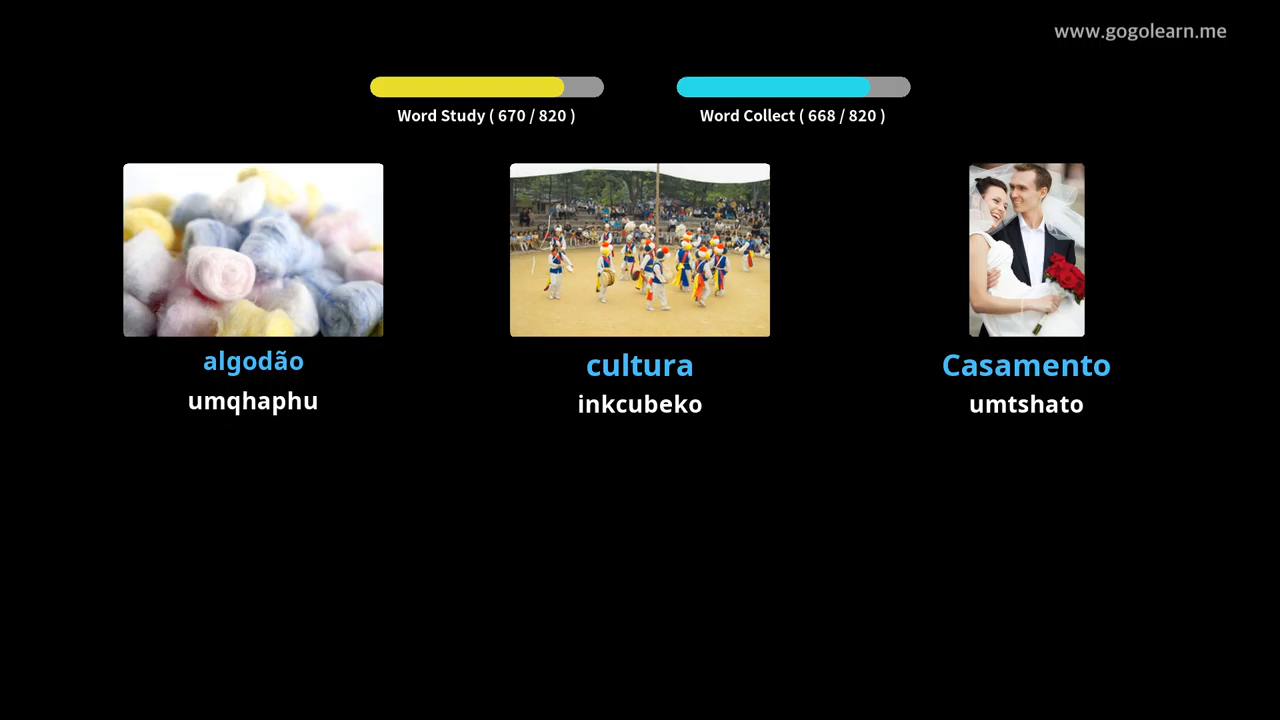 www.gogolearn.me
Word Study ( 670 / 820 )
Word Collect ( 668 / 820 )
algodão
umqhaphu
cultura
inkcubeko
Casamento
umtshato